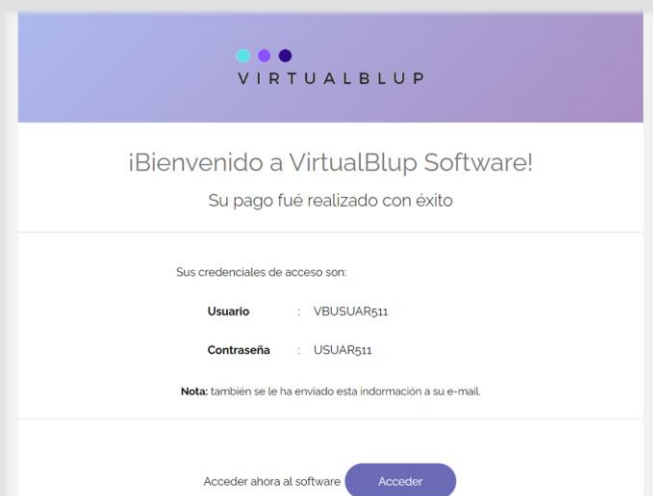 VIRTUALBLUP
¡Bienvenido a VirtualBlup Software!
Su pago fué realizado con éxito
Sus credenciales de acceso son:
Usuario : VBUSUAR511
Contraseña : USUAR511
Nota: también se le ha enviado esta indormación a su e-mail.
Acceder ahora al software Acceder